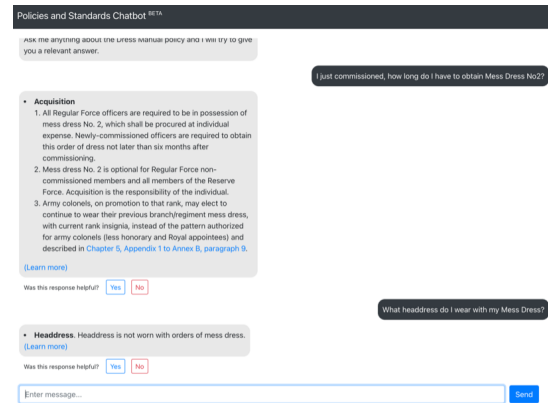 Policies and Standards Chatbot BETA
Ask me anything about the Dress Manual policy and I will try to give
you a relevant answer.
I just commissioned, how long do I have to obtain Mess Dress No2?
• Acquisition
1. All Regular Force officers are required to be in possession of
mess dress No. 2, which shall be procured at individual
expense. Newly-commissioned officers are required to obtain
this order of dress not later than six months after
commissioning.
2. Mess dress No. 2 is optional for Regular Force non-
commissioned members and all members of the Reserve
Force. Acquisition is the responsibility of the individual.
3. Army colonels, on promotion to that rank, may elect to
continue to wear their previous branch/regiment mess dress,
with current rank insignia, instead of the pattern authorized
for army colonels (less honorary and Royal appointees) and
described in Chapter 5, Appendix 1 to Annex B, paragraph 9.
(Learn more)
Was this response helpful? Yes No
What headdress do I wear with my Mess Dress?
• Headdress. Headdress is not worn with orders of mess dress.
(Learn more)
Was this response helpful? Yes No
Enter message...
Send